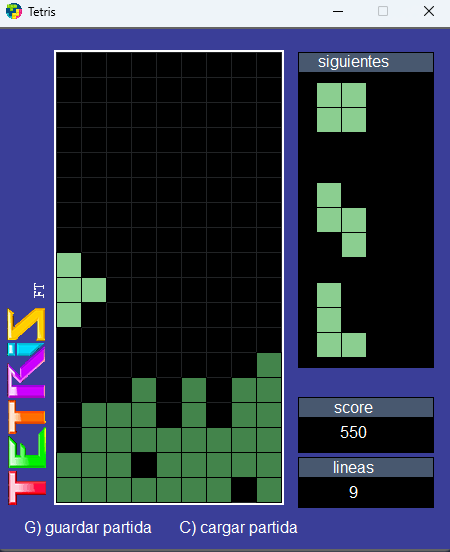 Tetris
siguientes
FT
TETRIS
score
550
lineas
9
G) guardar partida C) cargar partida